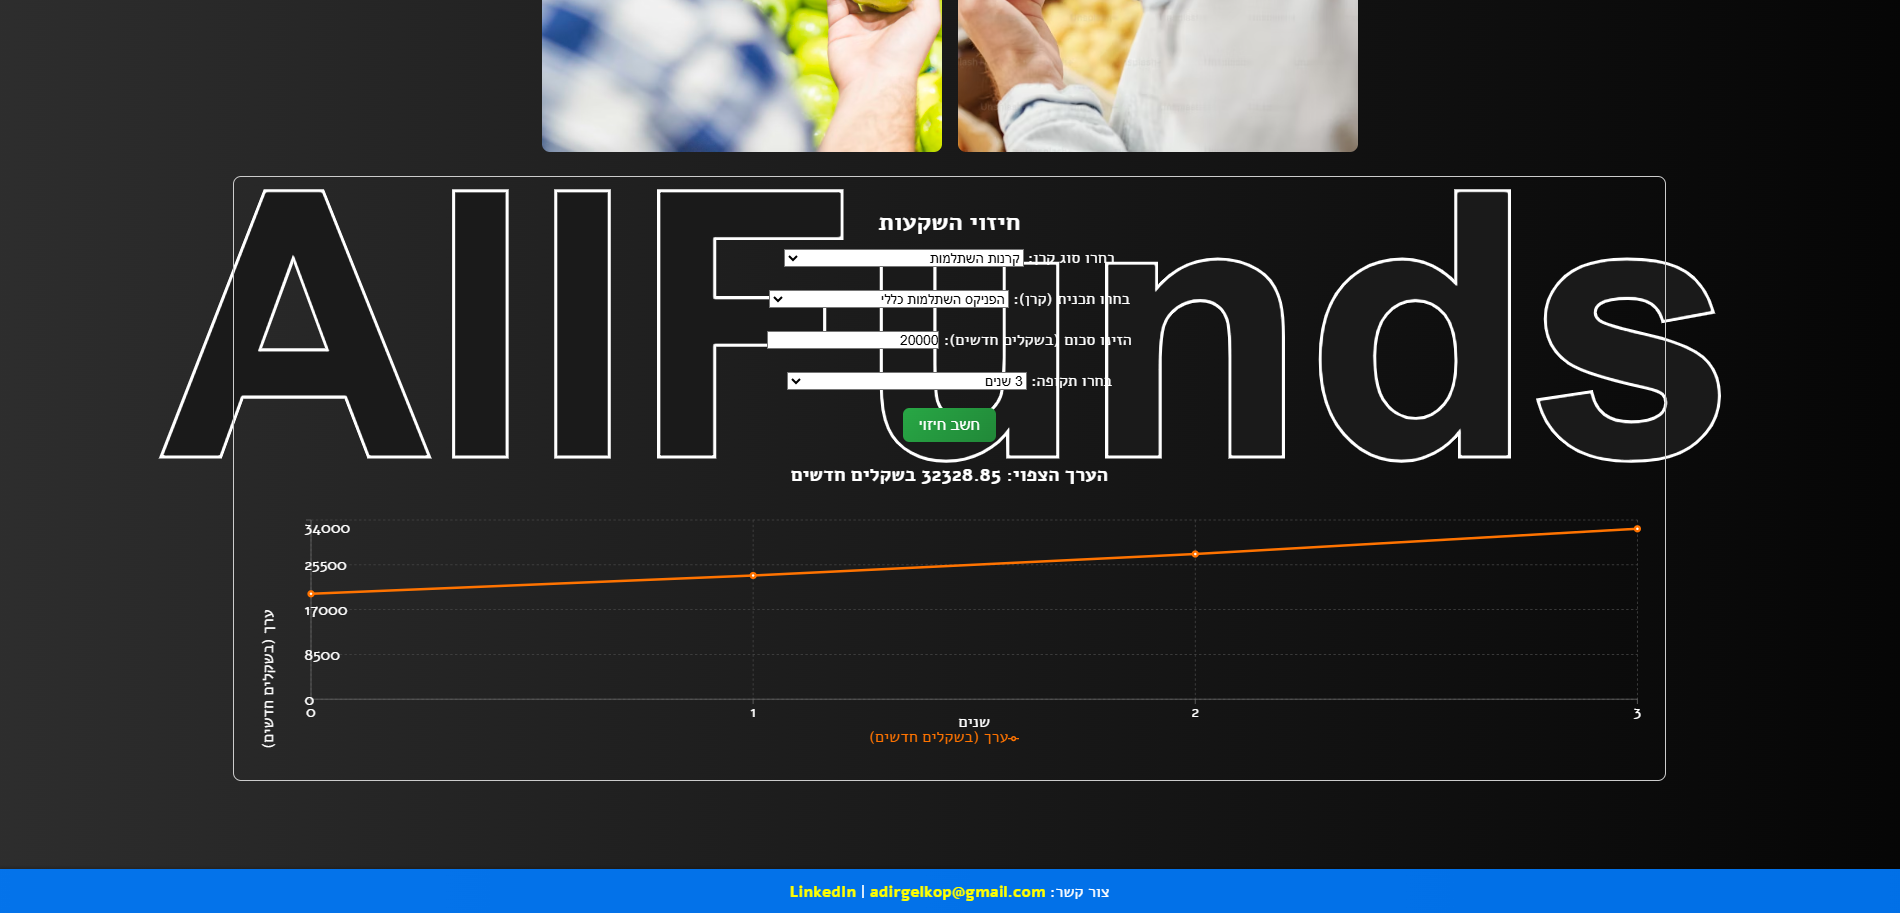 AllFunds
חיזוי השקעות
בחרו סוג קרן: קרנות השתלמות
בחרו תכנית (קרן): הפניקס השתלמות כללי
הזינו סכום (בשקלים חדשים): 20000
בחרו תקופה: 3 שנים
חשב חיזוי
הערך הצפוי: 32328.85 בשקלים חדשים
34000
25500
17000
8500
0
ערך (בשקלים חדשים)
0 1 2 3
שנים
ערך (בשקלים חדשים)
צור קשר: adirgelkop@gmail.com | LinkedIn